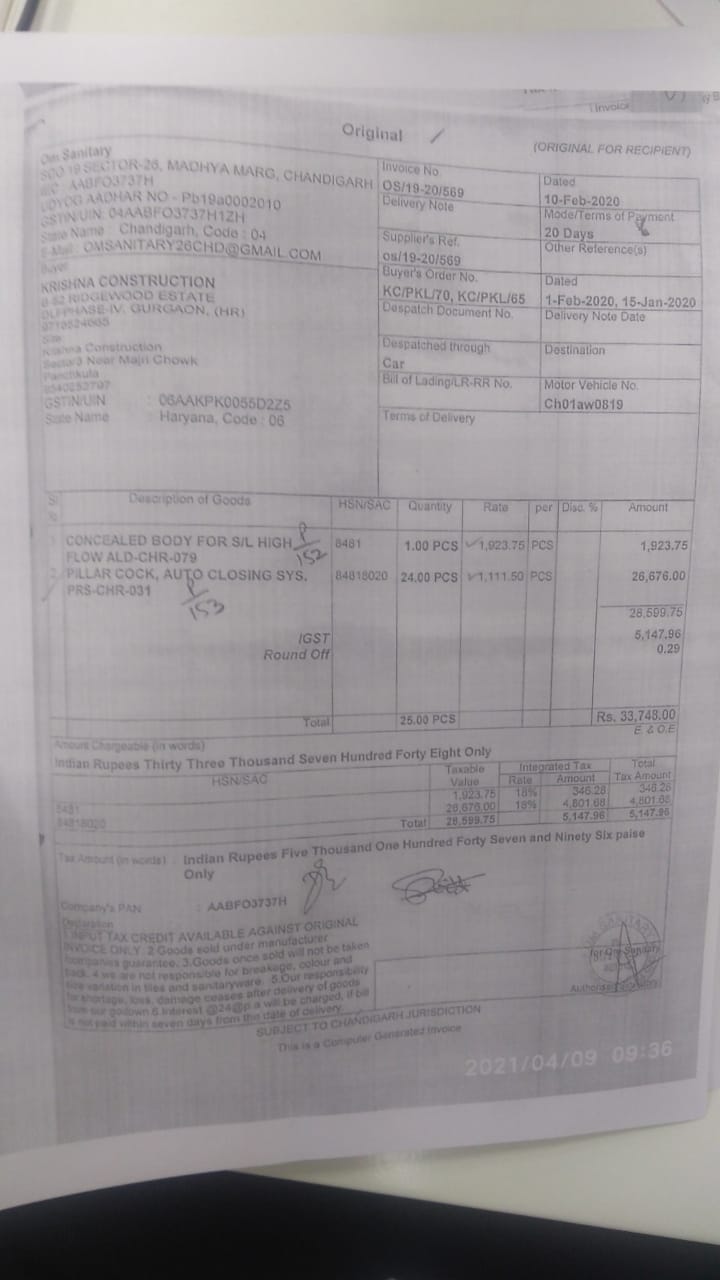 Invoice
Original
(ORIGINAL FOR RECIPIENT)
Om Sanitary
SCO 19 SECTOR-26, MADHYA MARG, CHANDIGARH
AABFO3737H
UDYOG AADHAR NO - Pb19a0002010
GSTIN/UIN: 04AABFO3737H1ZH
State Name : Chandigarh, Code : 04
E-Mail : OMSANITARY26CHD@GMAIL.COM
Invoice No.
OS/19-20/569
Dated
10-Feb-2020
Delivery Note
Mode/Terms of Payment
20 Days
Supplier's Ref.
os/19-20/569
Other Reference(s)
Buyer
KRISHNA CONSTRUCTION
RIDGEWOOD ESTATE
PHASE-IV. GURGAON, (HR)
Site
Krishna Construction
Near Majri Chowk
Panchkula
GSTIN/UIN : 06AAKPK0055D2Z5
State Name : Haryana, Code : 06
Buyer's Order No.
KC/PKL/70, KC/PKL/65
Dated
1-Feb-2020, 15-Jan-2020
Despatch Document No.
Delivery Note Date
Despatched through
Car
Destination
Bill of Lading/LR-RR No.
Motor Vehicle No.
Ch01aw0819
Terms of Delivery
Sl Description of Goods HSN/SAC Quantity Rate per Disc. % Amount
1 CONCEALED BODY FOR S/L HIGH 8481 1.00 PCS 1,923.75 PCS 1,923.75
FLOW ALD-CHR-079
152
2 PILLAR COCK, AUTO CLOSING SYS. 84818020 24.00 PCS 1,111.50 PCS 26,676.00
PRS-CHR-031
153
28,599.75
IGST 5,147.96
Round Off 0.29
Total 25.00 PCS Rs. 33,748.00
E. & O.E
Amount Chargeable (in words)
Indian Rupees Thirty Three Thousand Seven Hundred Forty Eight Only
HSN/SAC Taxable Value Integrated Tax Rate Amount Total Tax Amount
8481 1,923.75 18% 346.28 346.28
84818020 26,676.00 18% 4,801.68 4,801.68
Total 28,599.75 5,147.96 5,147.96
Tax Amount (in words) : Indian Rupees Five Thousand One Hundred Forty Seven and Ninety Six paise
Only
Company's PAN : AABFO3737H
Declaration
1.INPUT TAX CREDIT AVAILABLE AGAINST ORIGINAL
INVOICE ONLY. 2 Goods sold under manufacturer
companies guarantee. 3.Goods once sold will not be taken
back. 4 we are not responsible for breakage, colour and
size variation in tiles and sanitaryware. 5.Our responsibility
for shortage, loss, damage ceases after delivery of goods
from our godown 6 Interest @24@p.a will be charged, if bill
is not paid within seven days from the date of delivery.
OM SANITARY
for Om Sanitary
Authorised Signatory
SUBJECT TO CHANDIGARH JURISDICTION
This is a Computer Generated Invoice
2021/04/09 09:36